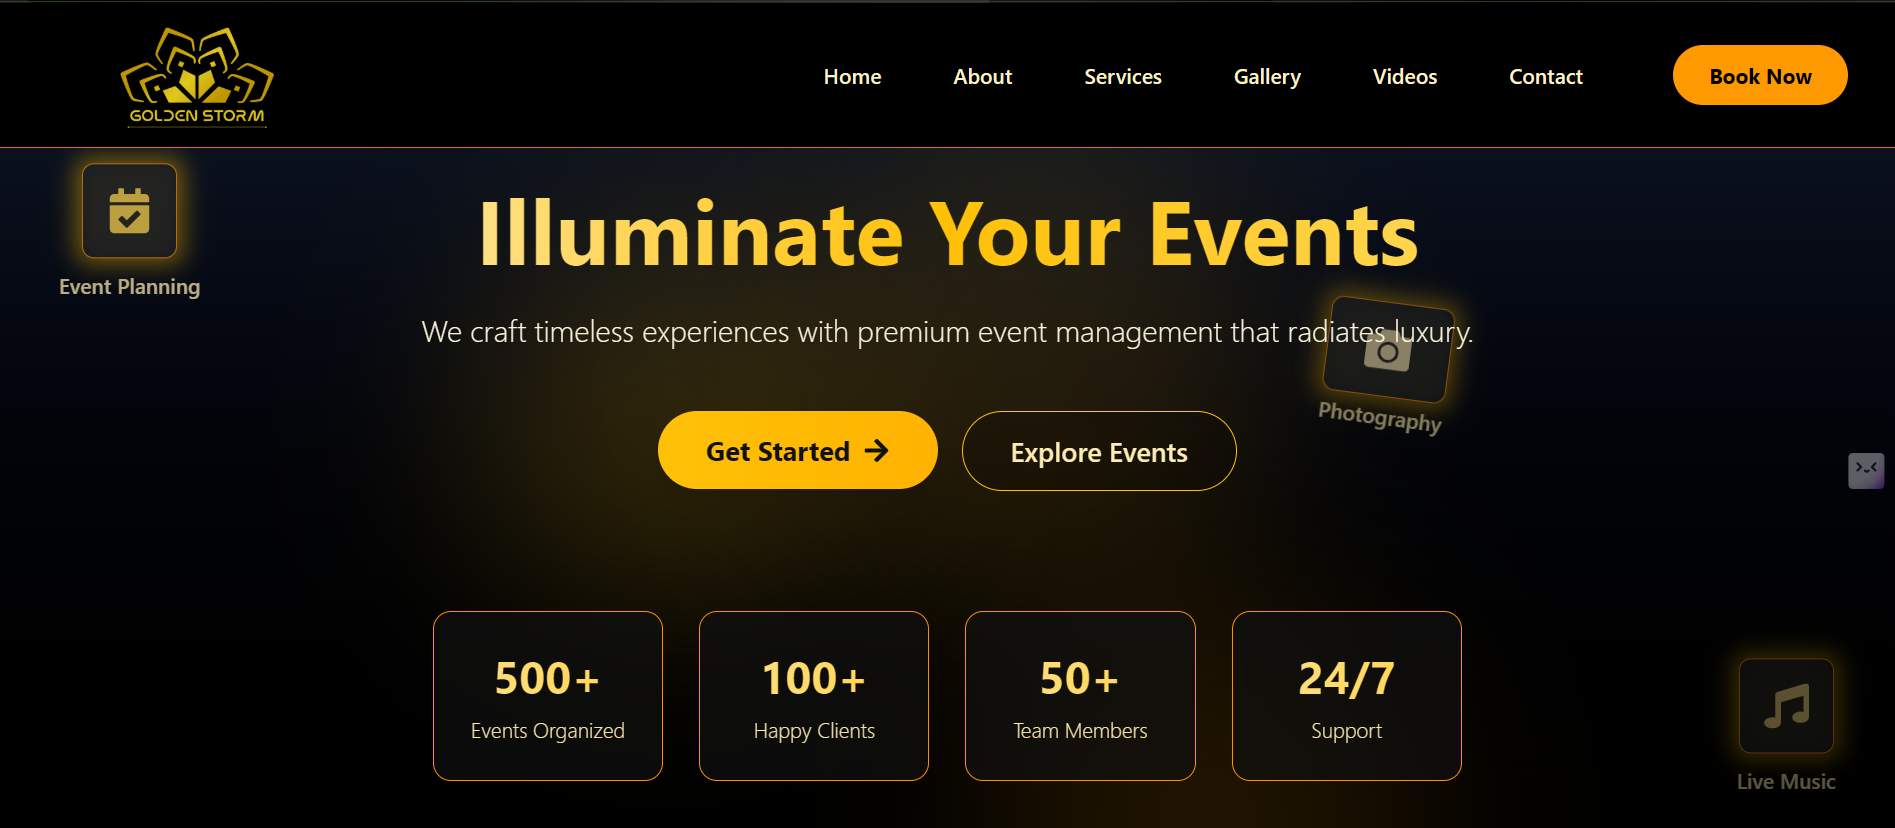 GOLDEN STORM
Home
About
Services
Gallery
Videos
Contact
Book Now
Event Planning
Illuminate Your Events
We craft timeless experiences with premium event management that radiates luxury.
Photography
Get Started
Explore Events
500+
Events Organized
100+
Happy Clients
50+
Team Members
24/7
Support
Live Music